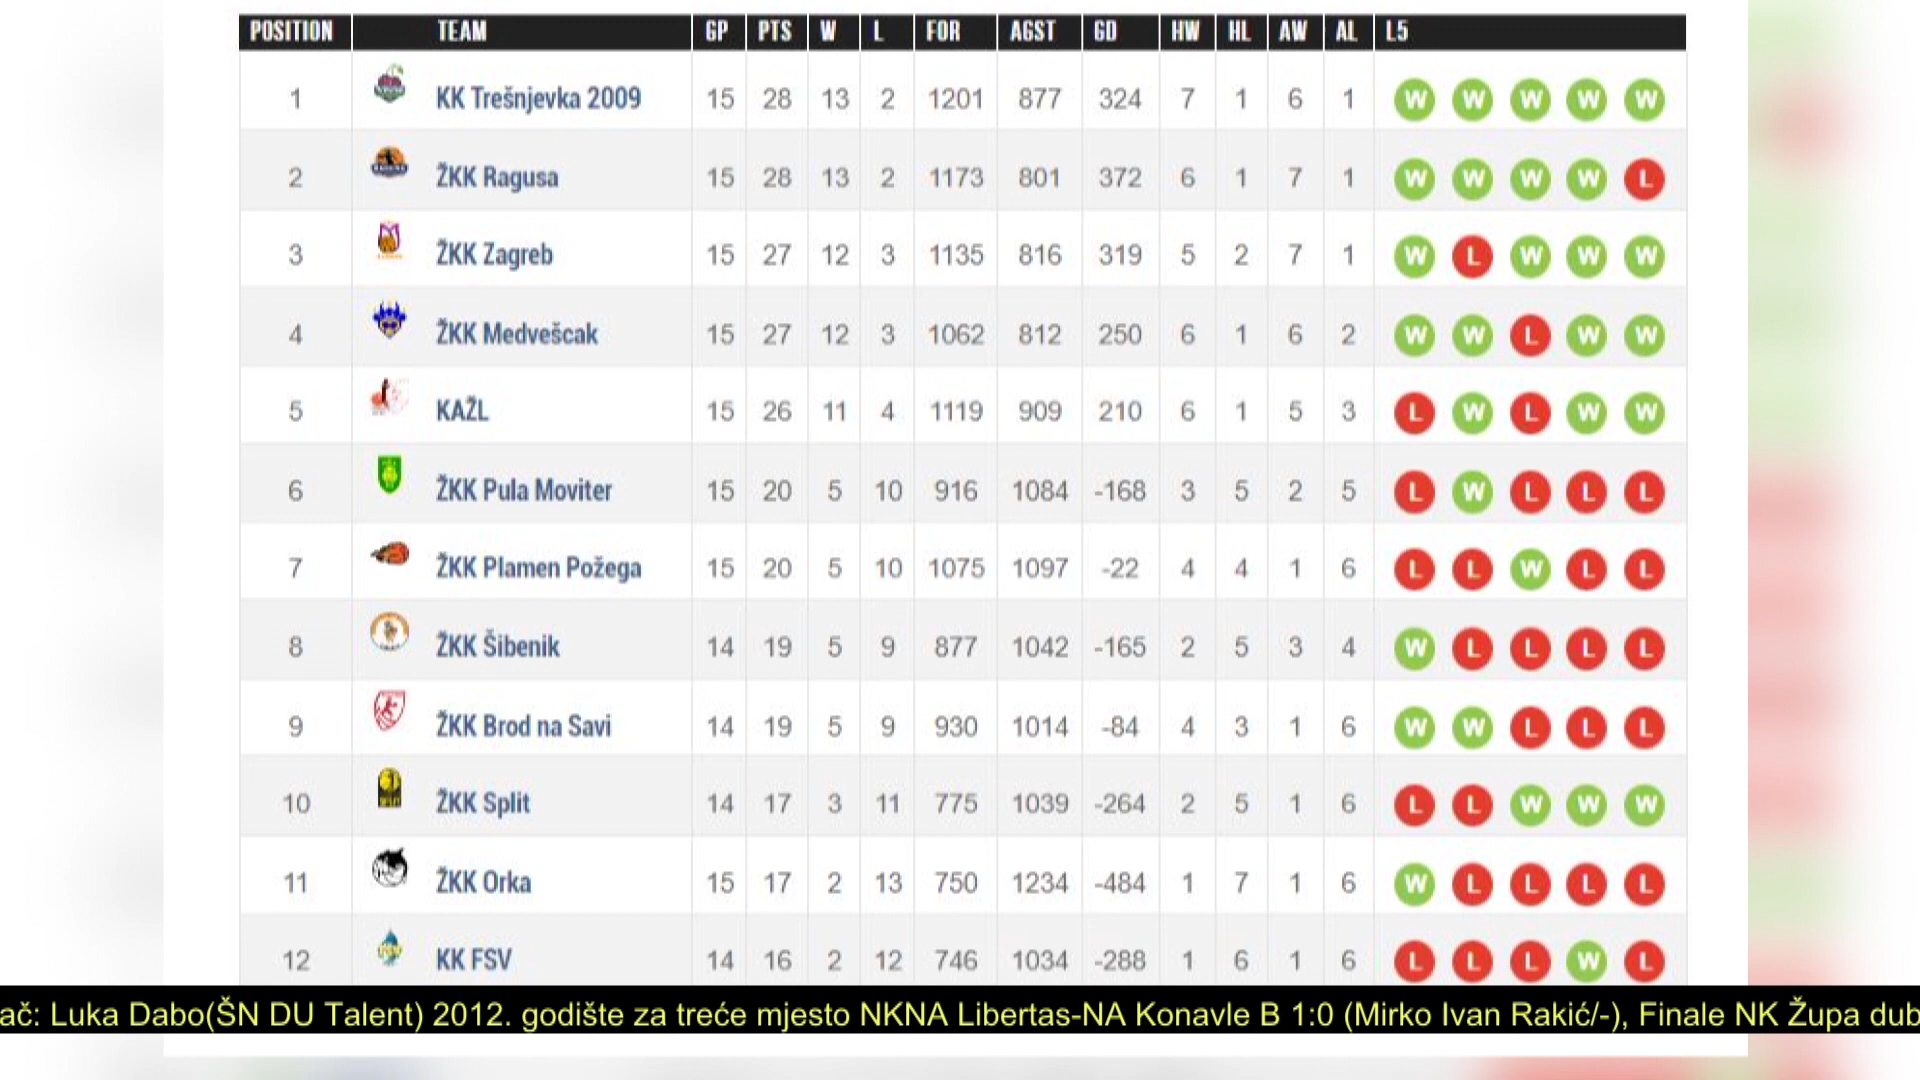 POSITION TEAM GP PTS W L FOR AGST GD HW HL AW AL L5
1 KK Trešnjevka 2009 15 28 13 2 1201 877 324 7 1 6 1 W W W W W
2 ŽKK Ragusa 15 28 13 2 1173 801 372 6 1 7 1 W W W W L
3 ŽKK Zagreb 15 27 12 3 1135 816 319 5 2 7 1 W L W W W
4 ŽKK Medvešcak 15 27 12 3 1062 812 250 6 1 6 2 W W L W W
5 KAŽL 15 26 11 4 1119 909 210 6 1 5 3 L W L W W
6 ŽKK Pula Moviter 15 20 5 10 916 1084 -168 3 5 2 5 L W L L L
7 ŽKK Plamen Požega 15 20 5 10 1075 1097 -22 4 4 1 6 L L W L L
8 ŽKK Šibenik 14 19 5 9 877 1042 -165 2 5 3 4 W L L L L
9 ŽKK Brod na Savi 14 19 5 9 930 1014 -84 4 3 1 6 W W L L L
10 ŽKK Split 14 17 3 11 775 1039 -264 2 5 1 6 L L W W W
11 ŽKK Orka 15 17 2 13 750 1234 -484 1 7 1 6 W L L L L
12 KK FSV 14 16 2 12 746 1034 -288 1 6 1 6 L L L W L
ač: Luka Dabo(ŠN DU Talent) 2012. godište za treće mjesto NKNA Libertas-NA Konavle B 1:0 (Mirko Ivan Rakić/-), Finale NK Župa dub